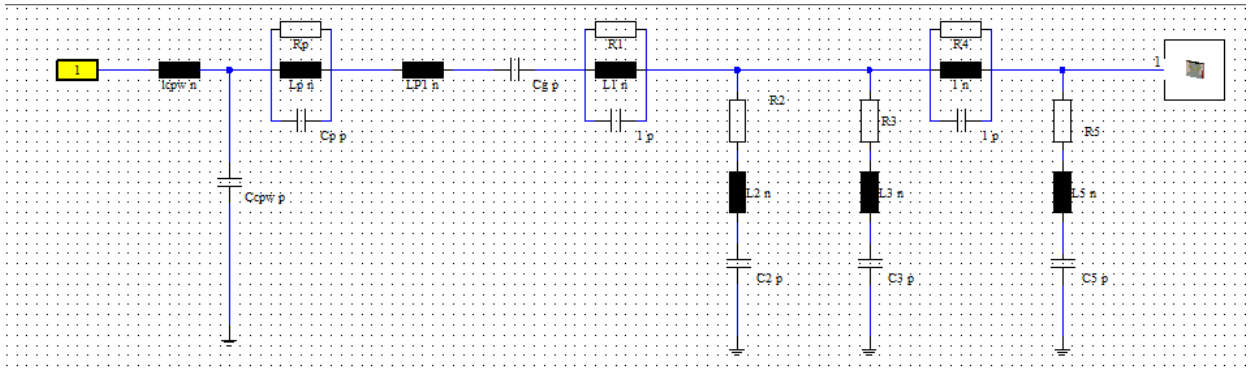 Rp
R1
R4
1
1
lcpw n
Lp n
LP1 n
Cg p
L1 n
1 n
R2
R3
R5
Cp p
1 p
1 p
Ccpw p
L2 n
L3 n
L5 n
C2 p
C3 p
C5 p